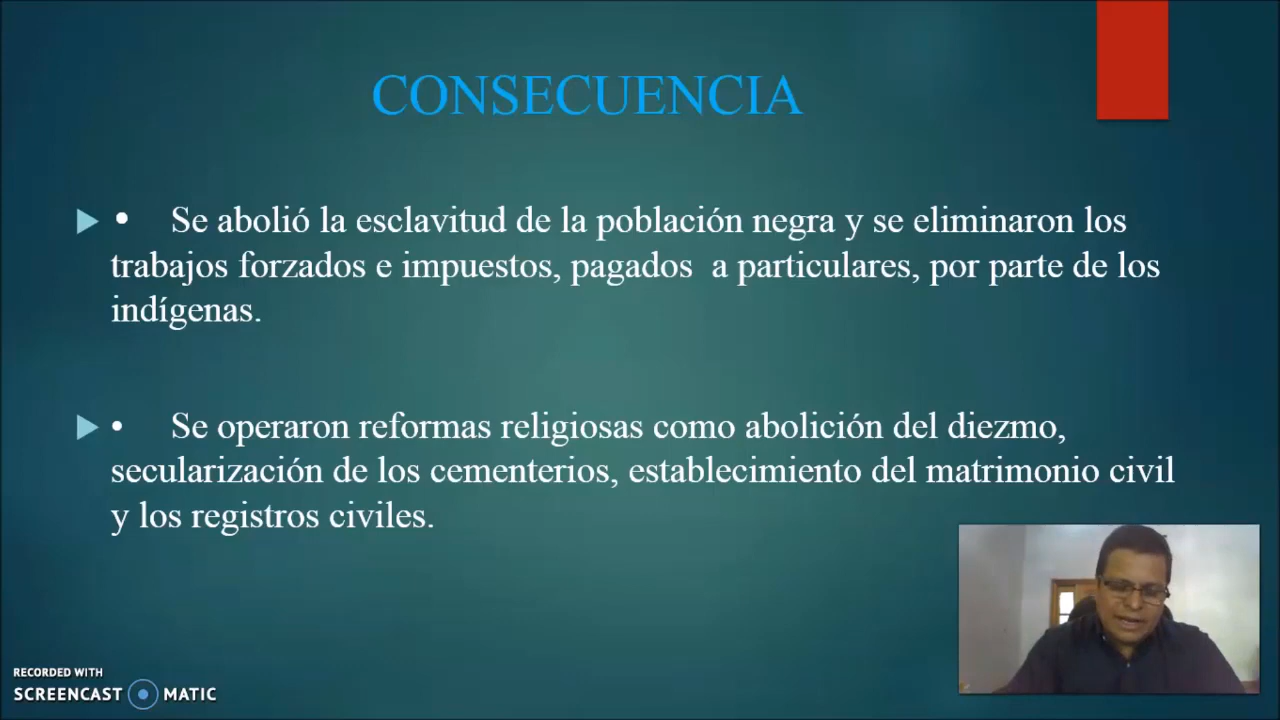 CONSECUENCIA
• Se abolió la esclavitud de la población negra y se eliminaron los
trabajos forzados e impuestos, pagados a particulares, por parte de los
indígenas.
• Se operaron reformas religiosas como abolición del diezmo,
secularización de los cementerios, establecimiento del matrimonio civil
y los registros civiles.
RECORDED WITH
SCREENCAST MATIC